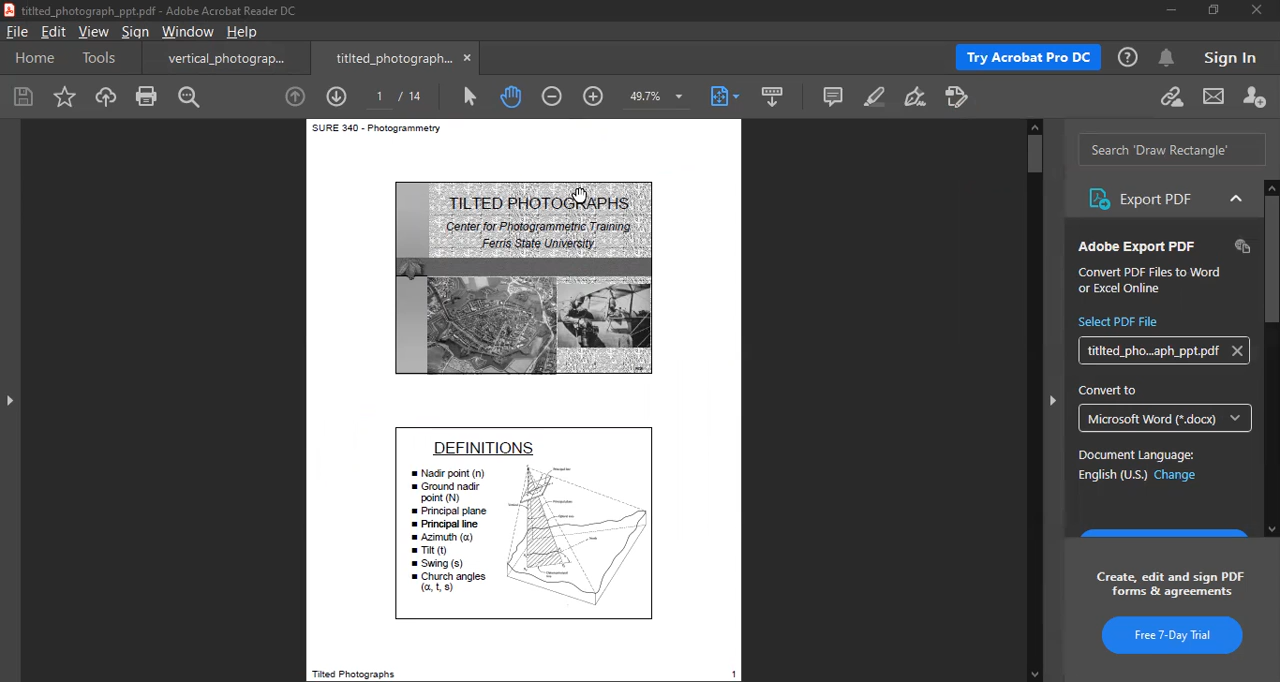 titlted_photograph_ppt.pdf - Adobe Acrobat Reader DC
File Edit View Sign Window Help
Home Tools vertical_photograp... titlted_photograph... × Try Acrobat Pro DC Sign In
1 / 14 49.7%
SURE 340 - Photogrammetry
TILTED PHOTOGRAPHS
Center for Photogrammetric Training
Ferris State University
DEFINITIONS
■ Nadir point (n)
■ Ground nadir
point (N)
■ Principal plane
■ Principal line
■ Azimuth (α)
■ Tilt (t)
■ Swing (s)
■ Church angles
(α, t, s)
Tilted Photographs 1
Search 'Draw Rectangle'
Export PDF
Adobe Export PDF
Convert PDF Files to Word
or Excel Online
Select PDF File
titlted_pho...aph_ppt.pdf
Convert to
Microsoft Word (*.docx)
Document Language:
English (U.S.) Change
Create, edit and sign PDF
forms & agreements
Free 7-Day Trial